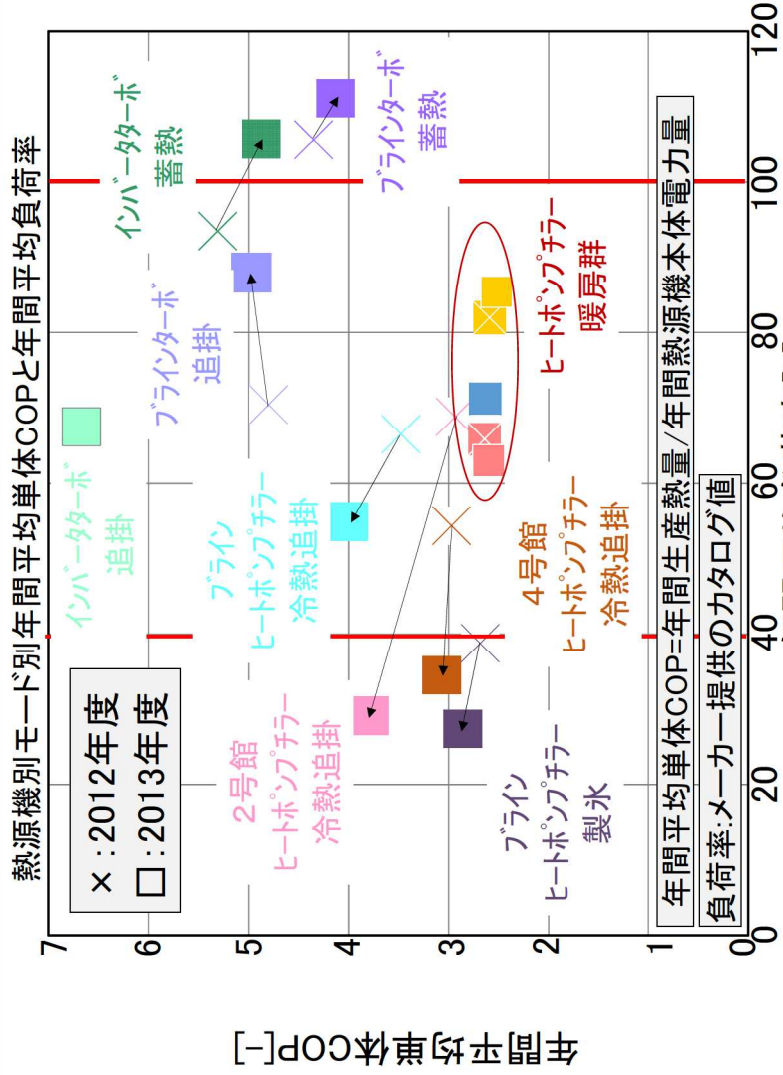 熱源機別モード別年間平均単体COPと年間平均負荷率
×:2012年度
□:2013年度
年間平均単体COP[-]
7
6
5
4
3
2
1
0
0
20
40
60
80
100
120
インバータターボ
追掛
インバータターボ
蓄熱
ブラインターボ
追掛
ブラインターボ
蓄熱
ブライン
ヒートポンプチラー
冷熱追掛
2号館
ヒートポンプチラー
冷熱追掛
4号館
ヒートポンプチラー
冷熱追掛
ブライン
ヒートポンプチラー
製氷
ヒートポンプチラー
暖房群
年間平均単体COP=年間生産熱量/年間熱源機本体電力量
負荷率:メーカー提供のカタログ値